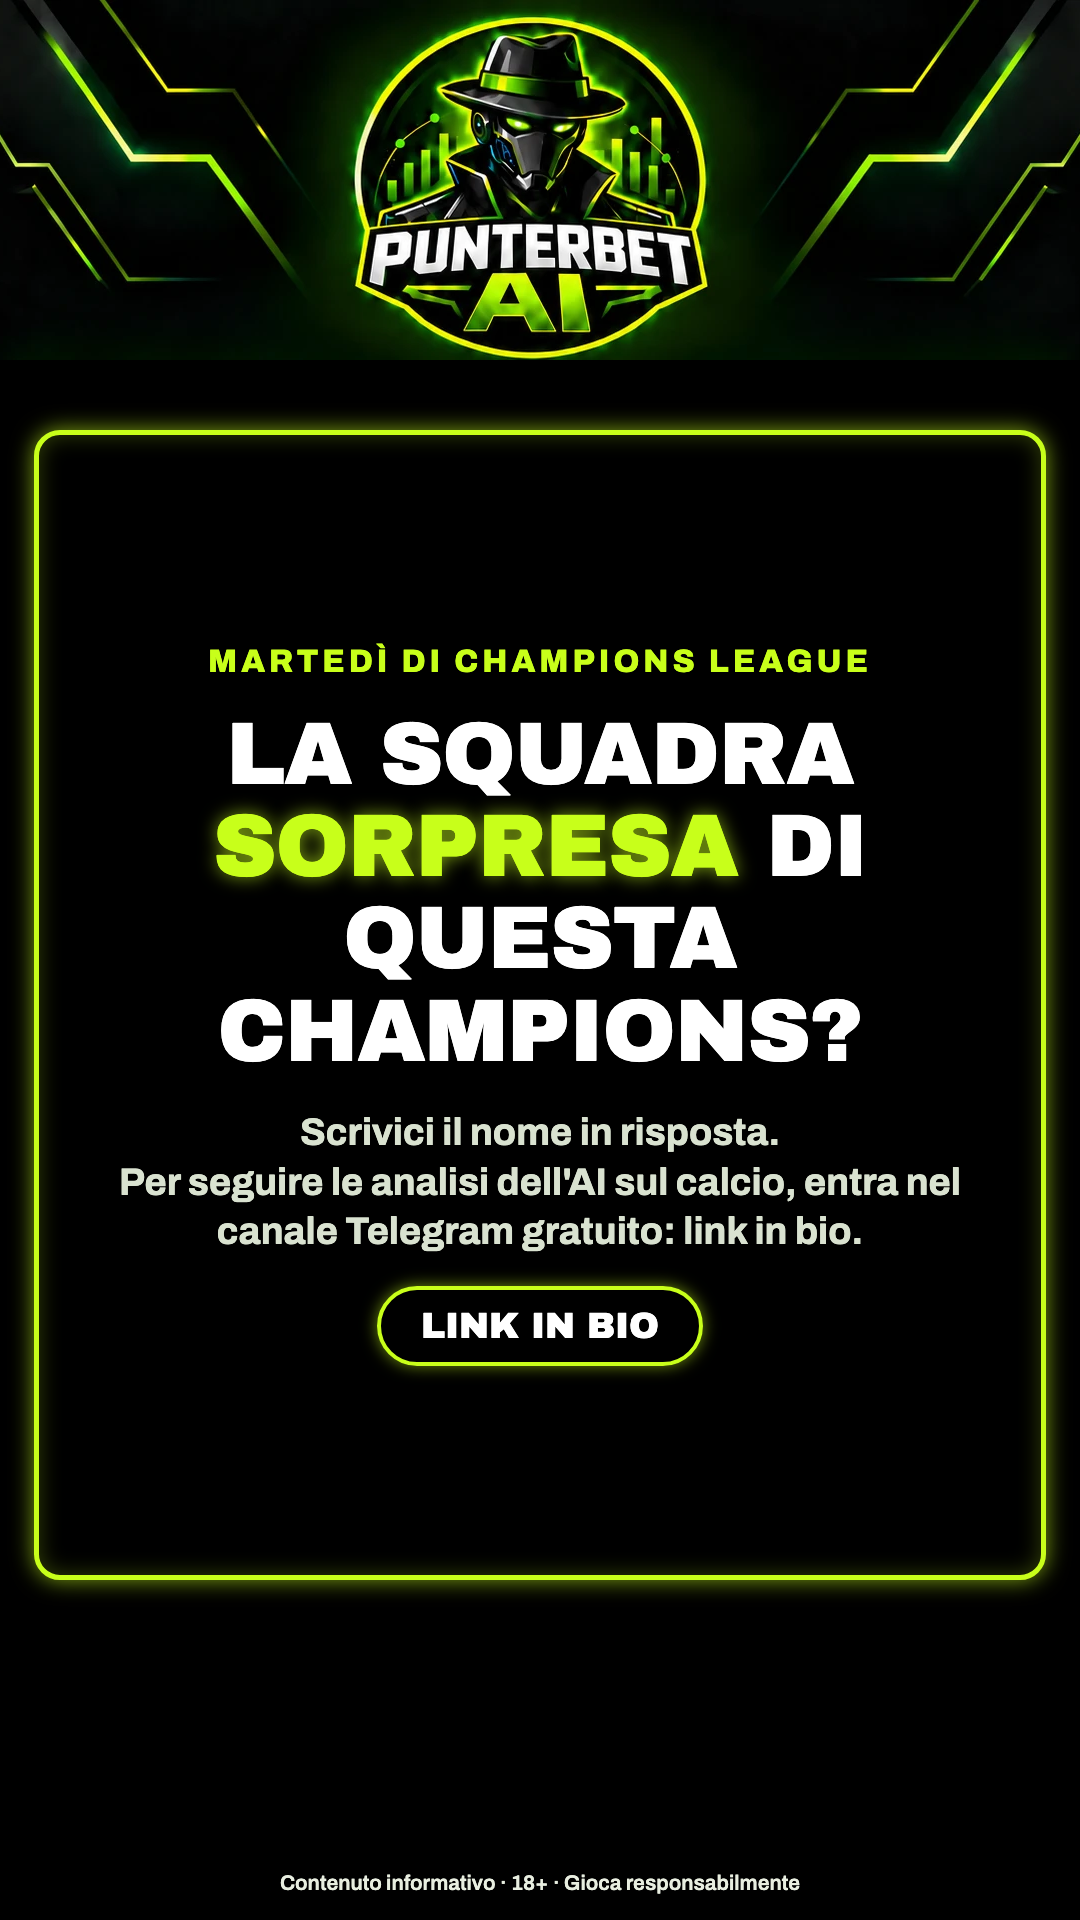 PUNTERBET
AI
MARTEDÌ DI CHAMPIONS LEAGUE
LA SQUADRA
SORPRESA DI
QUESTA
CHAMPIONS?
Scrivici il nome in risposta.
Per seguire le analisi dell'AI sul calcio, entra nel
canale Telegram gratuito: link in bio.
LINK IN BIO
Contenuto informativo · 18+ · Gioca responsabilmente